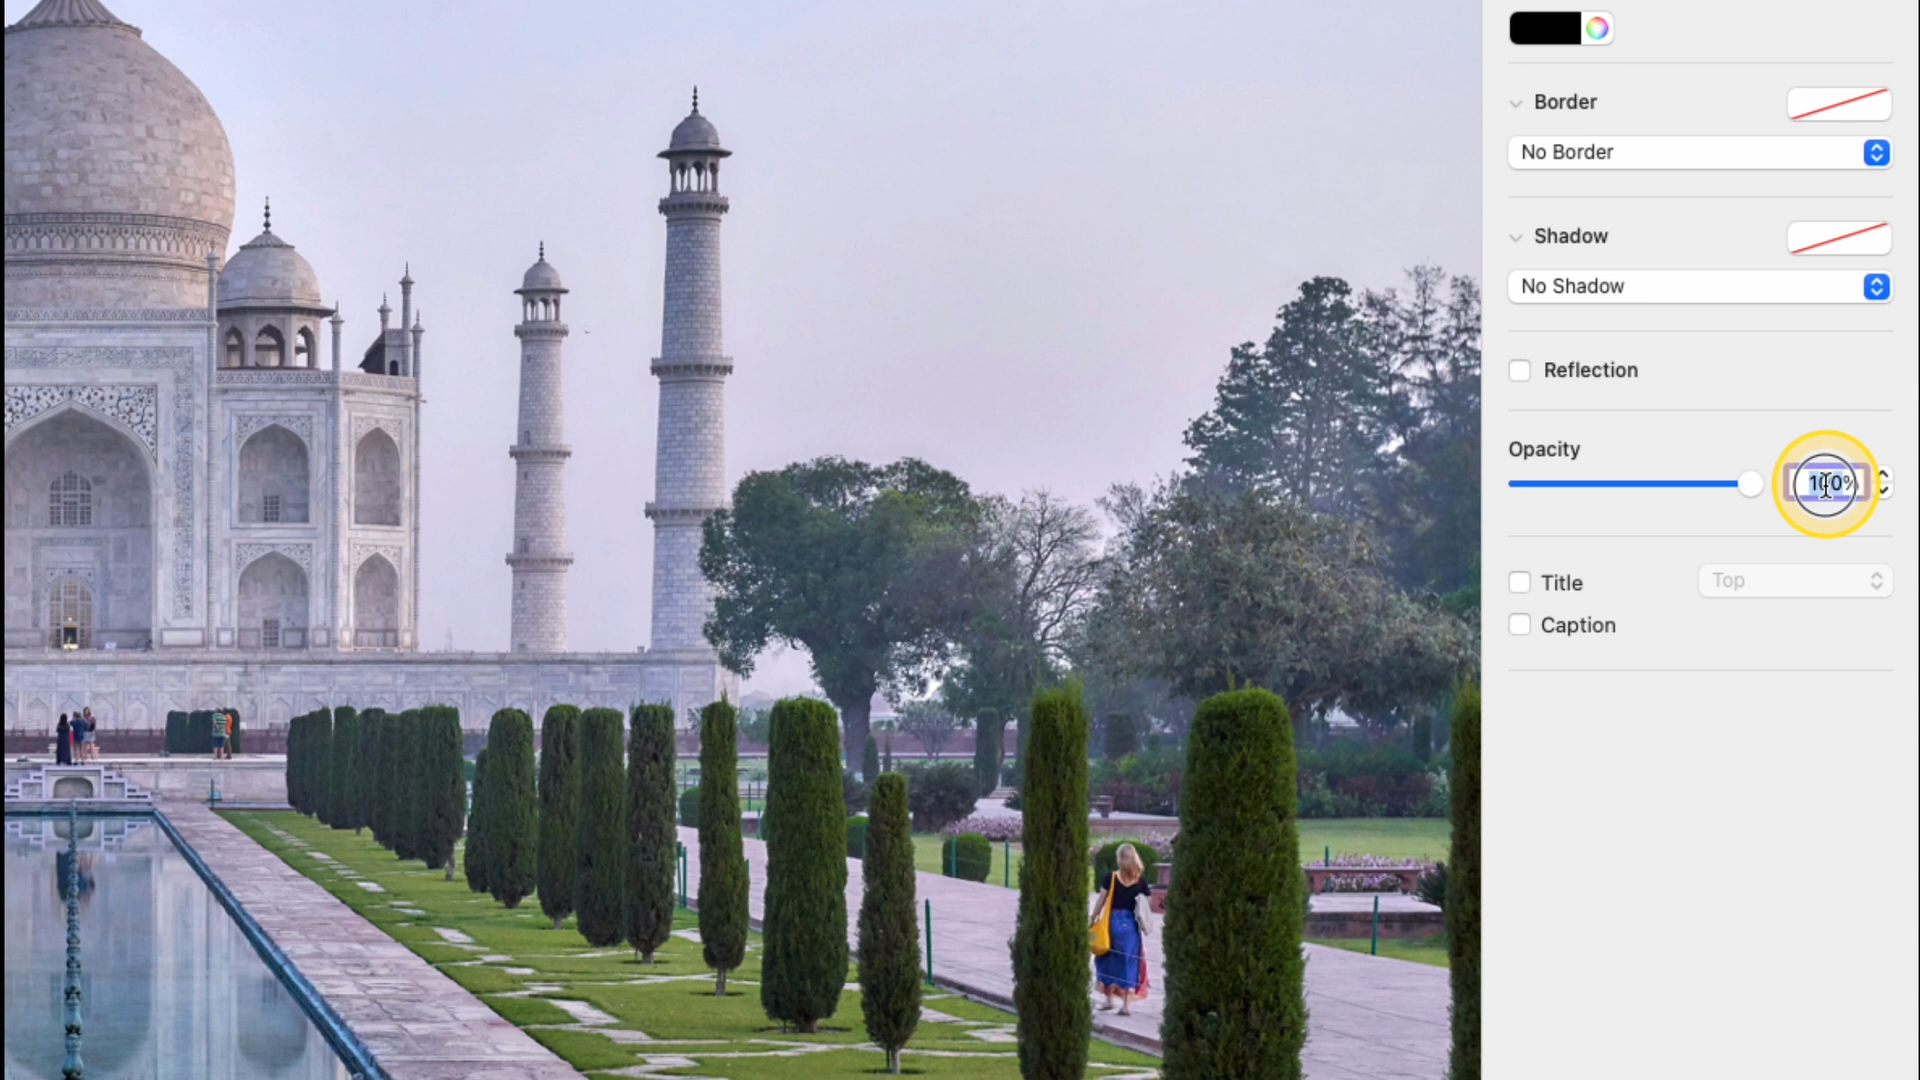 Border
No Border
Shadow
No Shadow
Reflection
Opacity
100%
Title
Top
Caption